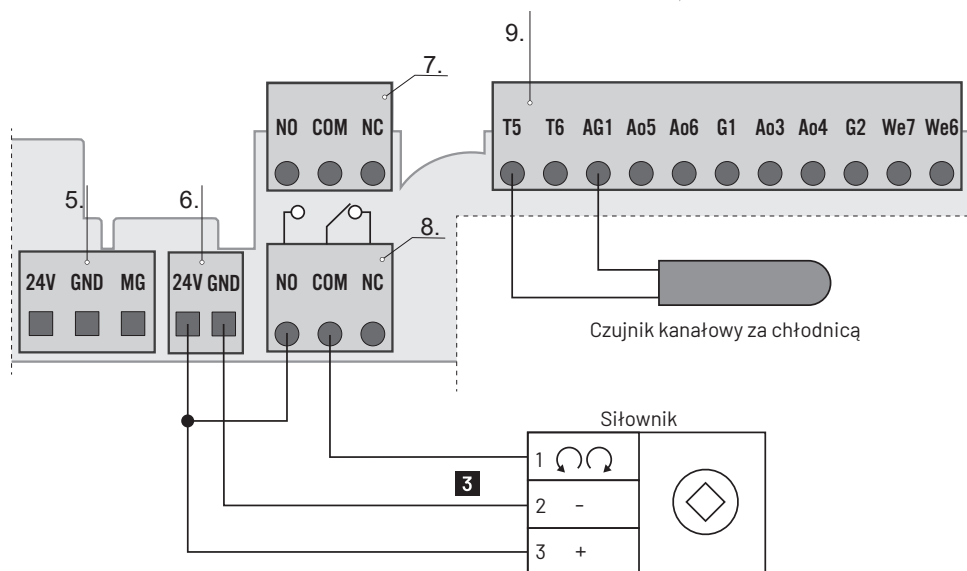 9.
7.
NO COM NC
T5 T6 AG1 Ao5 Ao6 G1 Ao3 Ao4 G2 We7 We6
5.
6.
8.
24V GND MG
24V GND
NO COM NC
Czujnik kanałowy za chłodnicą
Siłownik
1
3
2 -
3 +